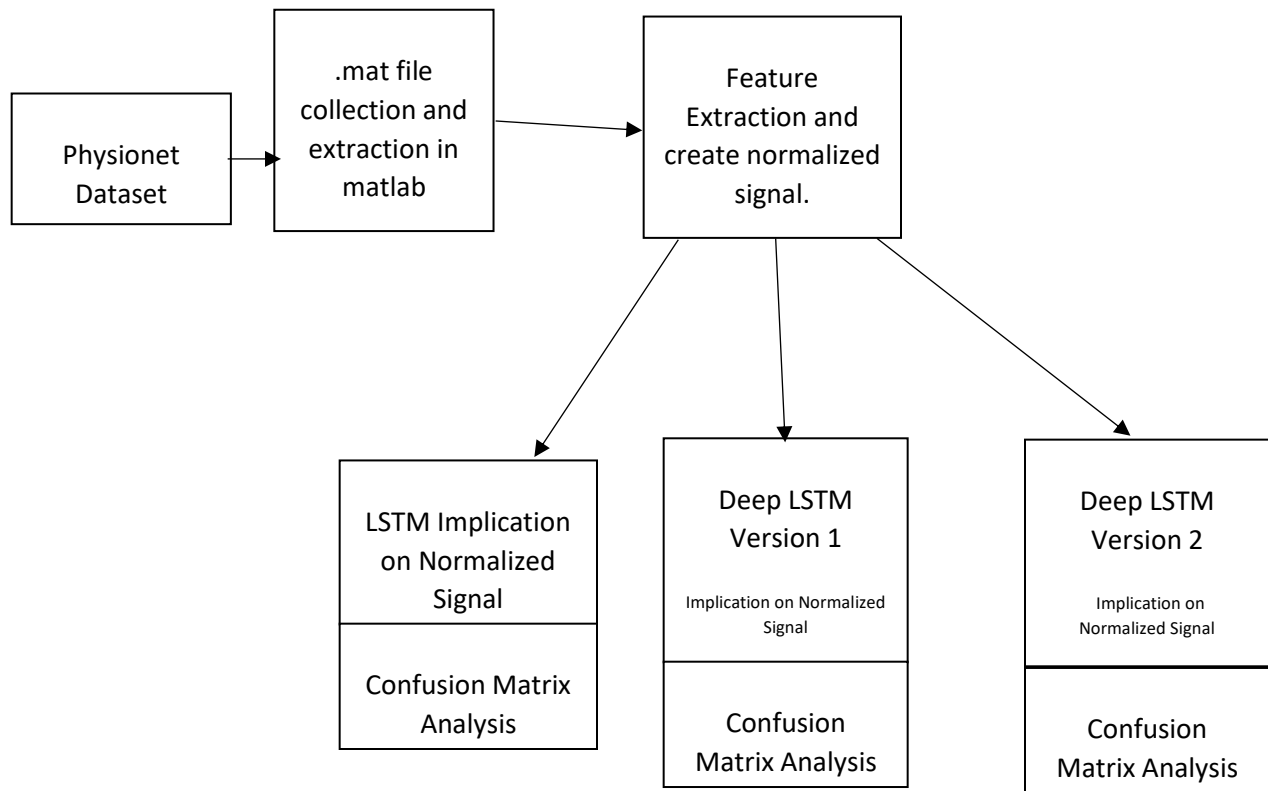 Physionet
Dataset
.mat file
collection and
extraction in
matlab
Feature
Extraction and
create normalized
signal.
LSTM Implication
on Normalized
Signal
Confusion Matrix
Analysis
Deep LSTM
Version 1
Implication on Normalized
Signal
Confusion
Matrix Analysis
Deep LSTM
Version 2
Implication on
Normalized Signal
Confusion
Matrix Analysis